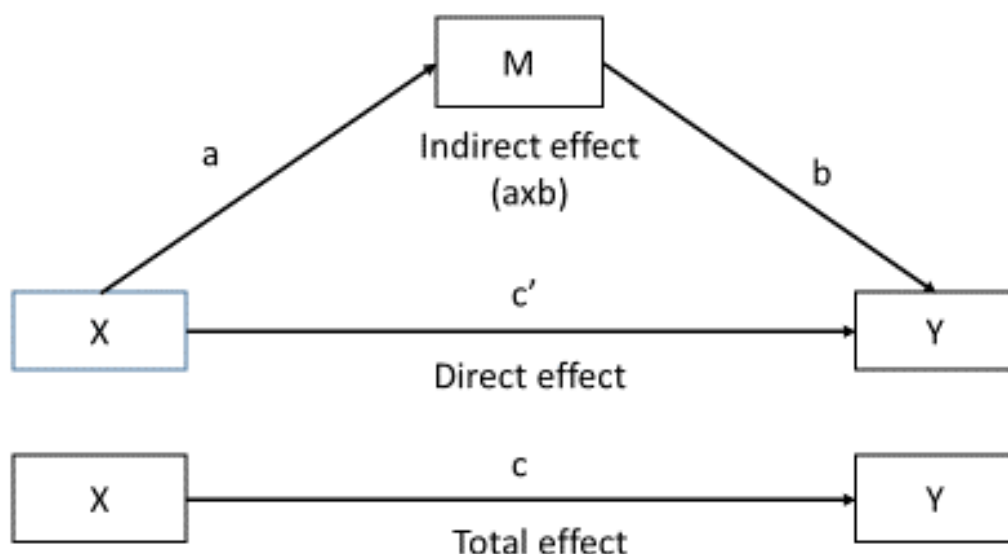 M
Indirect effect
(axb)
a
b
X
c’
Y
Direct effect
X
c
Y
Total effect